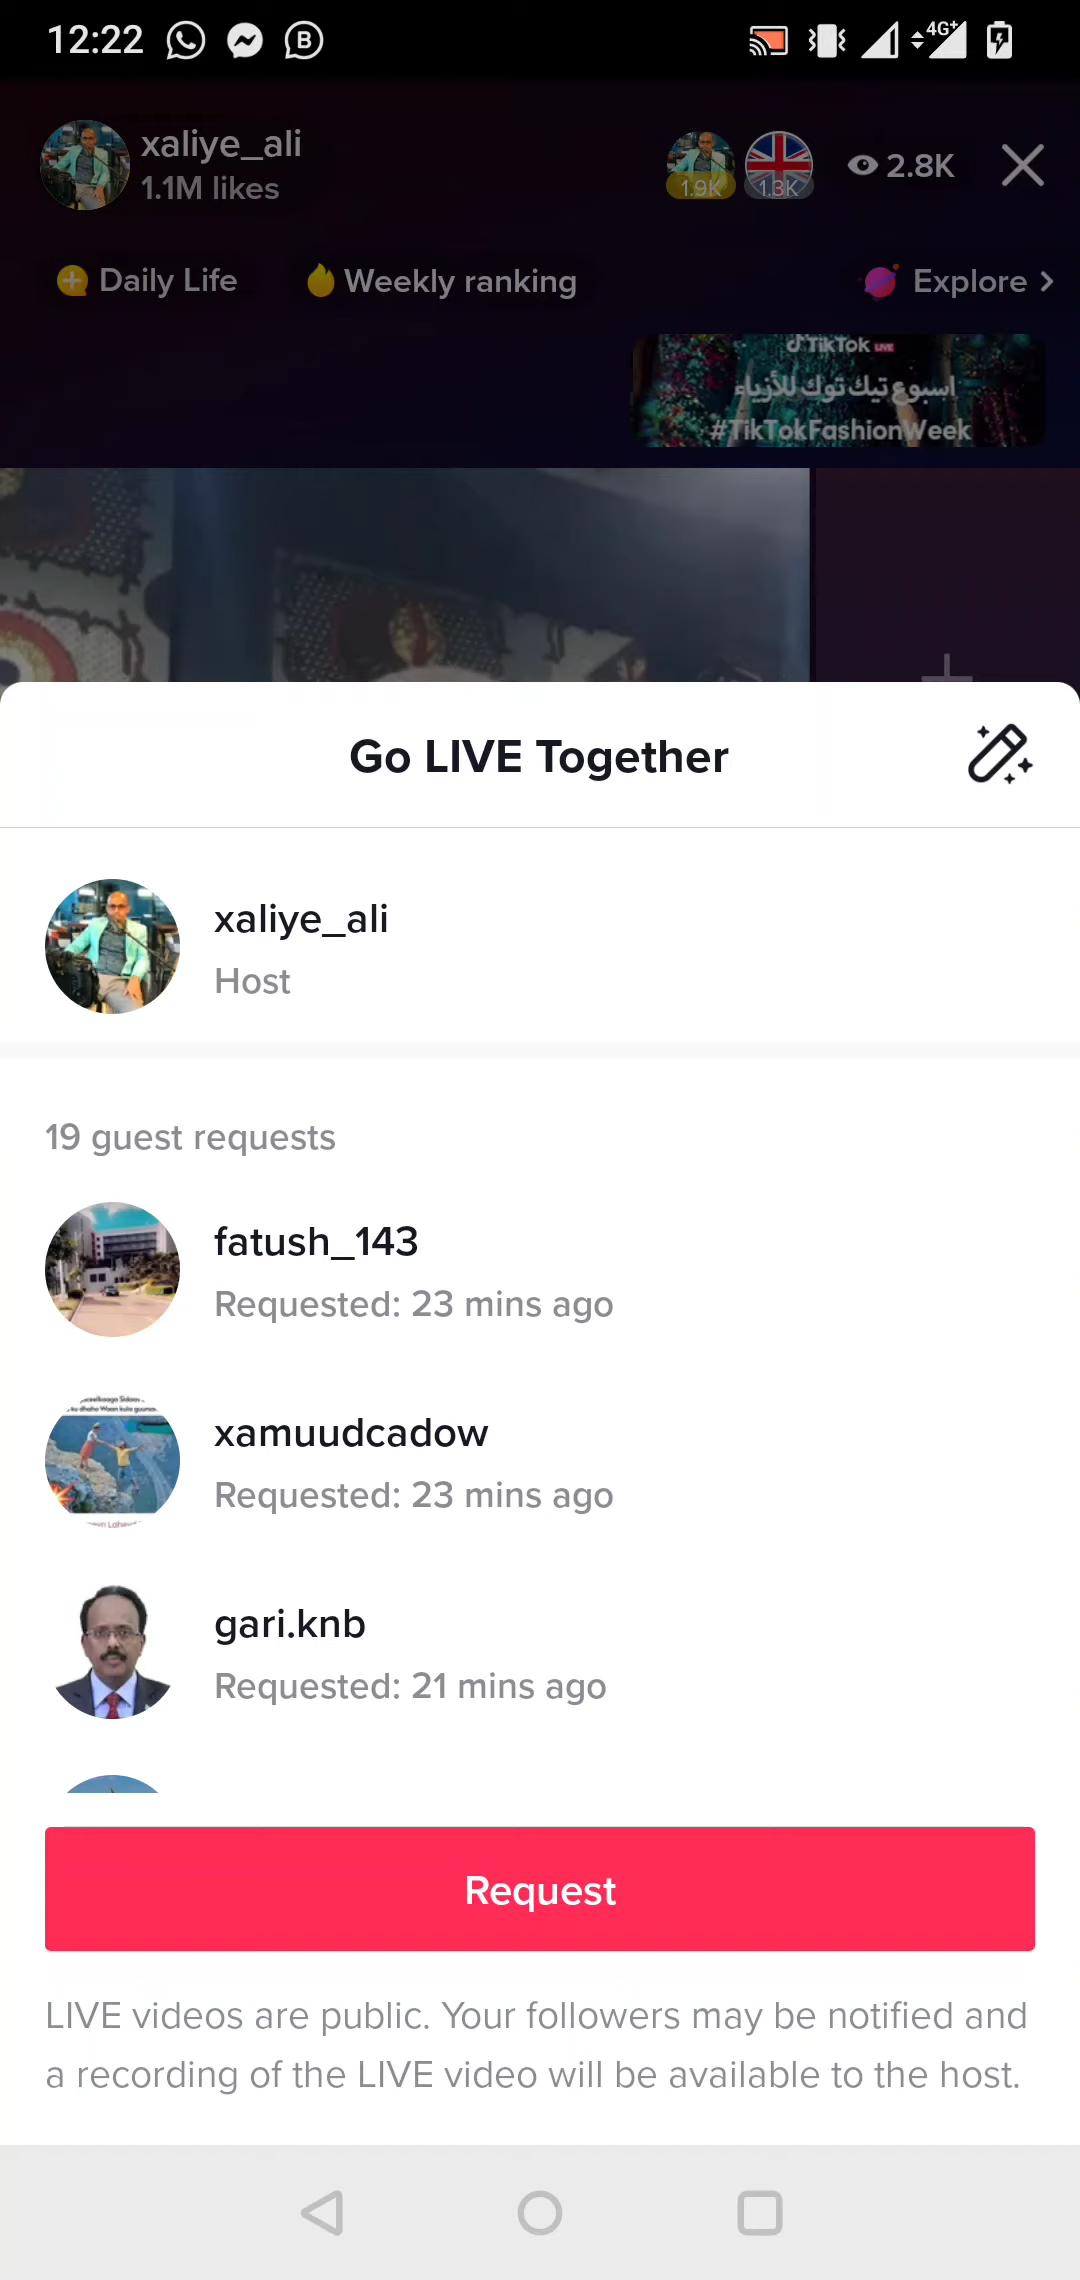 12:22
4G+
xaliye_ali
1.1M likes
1.9K
1.3K
2.8K
Daily Life
Weekly ranking
Explore
TikTok LIVE
اسبوع تيك توك للأزياء
#TikTokFashionWeek
Go LIVE Together
xaliye_ali
Host
19 guest requests
fatush_143
Requested: 23 mins ago
xamuudcadow
Requested: 23 mins ago
gari.knb
Requested: 21 mins ago
Request
LIVE videos are public. Your followers may be notified and
a recording of the LIVE video will be available to the host.